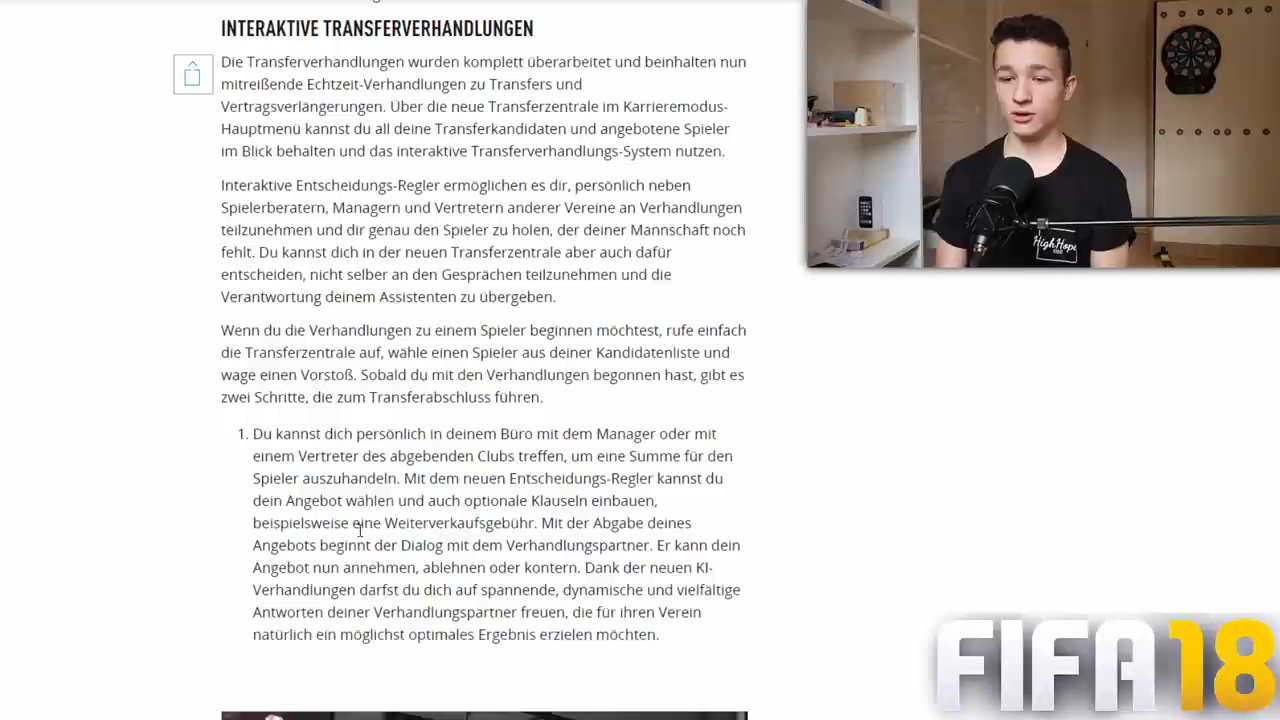 INTERAKTIVE TRANSFERVERHANDLUNGEN
Die Transferverhandlungen wurden komplett überarbeitet und beinhalten nun
mitreißende Echtzeit-Verhandlungen zu Transfers und
Vertragsverlängerungen. Über die neue Transferzentrale im Karrieremodus-
Hauptmenü kannst du all deine Transferkandidaten und angebotene Spieler
im Blick behalten und das interaktive Transferverhandlungs-System nutzen.
Interaktive Entscheidungs-Regler ermöglichen es dir, persönlich neben
Spielerberatern, Managern und Vertretern anderer Vereine an Verhandlungen
teilzunehmen und dir genau den Spieler zu holen, der deiner Mannschaft noch
fehlt. Du kannst dich in der neuen Transferzentrale aber auch dafür
entscheiden, nicht selber an den Gesprächen teilzunehmen und die
Verantwortung deinem Assistenten zu übergeben.
Wenn du die Verhandlungen zu einem Spieler beginnen möchtest, rufe einfach
die Transferzentrale auf, wähle einen Spieler aus deiner Kandidatenliste und
wage einen Vorstoß. Sobald du mit den Verhandlungen begonnen hast, gibt es
zwei Schritte, die zum Transferabschluss führen.
1. Du kannst dich persönlich in deinem Büro mit dem Manager oder mit
einem Vertreter des abgebenden Clubs treffen, um eine Summe für den
Spieler auszuhandeln. Mit dem neuen Entscheidungs-Regler kannst du
dein Angebot wählen und auch optionale Klauseln einbauen,
beispielsweise eine Weiterverkaufsgebühr. Mit der Abgabe deines
Angebots beginnt der Dialog mit dem Verhandlungspartner. Er kann dein
Angebot nun annehmen, ablehnen oder kontern. Dank der neuen KI-
Verhandlungen darfst du dich auf spannende, dynamische und vielfältige
Antworten deiner Verhandlungspartner freuen, die für ihren Verein
natürlich ein möglichst optimales Ergebnis erzielen möchten.
HighHope
FIFA 18